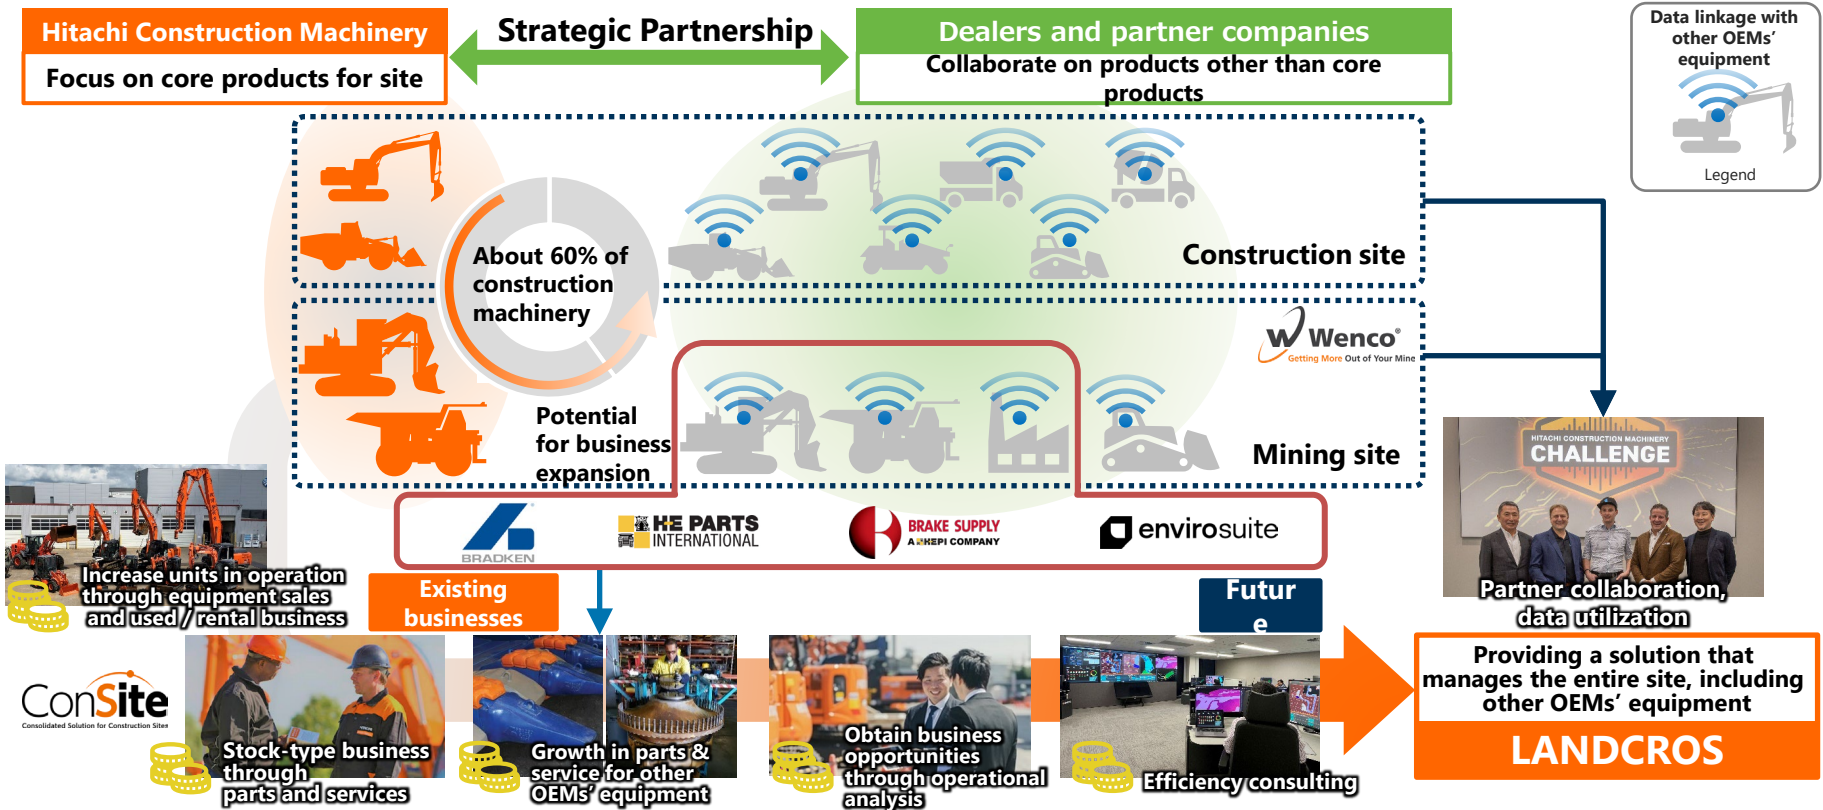 Hitachi Construction Machinery
Focus on core products for site
Strategic Partnership
Dealers and partner companies
Collaborate on products other than core
products
Data linkage with
other OEMs'
equipment
Legend
About 60% of
construction
machinery
Construction site
Wenco®
Getting More Out of Your Mine
Potential
for business
expansion
Mining site
BRADKEN
H-E PARTS
INTERNATIONAL
BRAKE SUPPLY
A KEPI COMPANY
envirosuite
HITACHI CONSTRUCTION MACHINERY
CHALLENGE
Partner collaboration,
data utilization
Increase units in operation
through equipment sales
and used / rental business
Existing
businesses
Futur
e
ConSite
Consolidated Solution for Construction Sites
Stock-type business
through
parts and services
Growth in parts &
service for other
OEMs' equipment
Obtain business
opportunities
through operational
analysis
Efficiency consulting
Providing a solution that
manages the entire site, including
other OEMs' equipment
LANDCROS